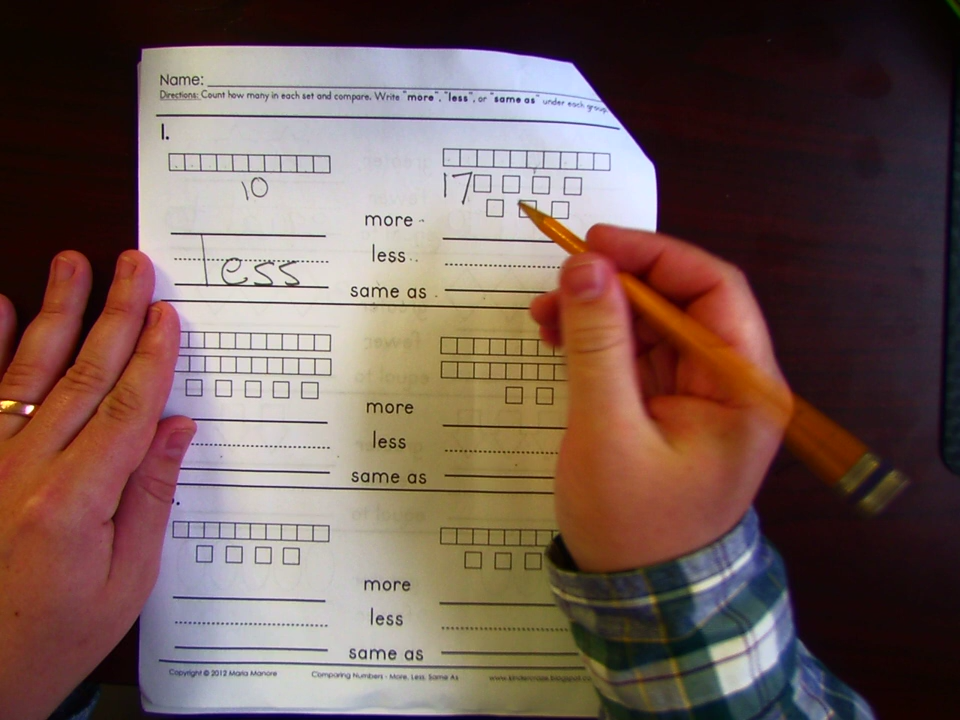 Name:
Directions: Count how many in each set and compare. Write "more", "less", or "same as" under each group.
1.
10
17
more
less
less
same as
more
less
same as
more
less
same as
Copyright © 2012 Maria Manore Comparing Numbers - More, Less, Same As